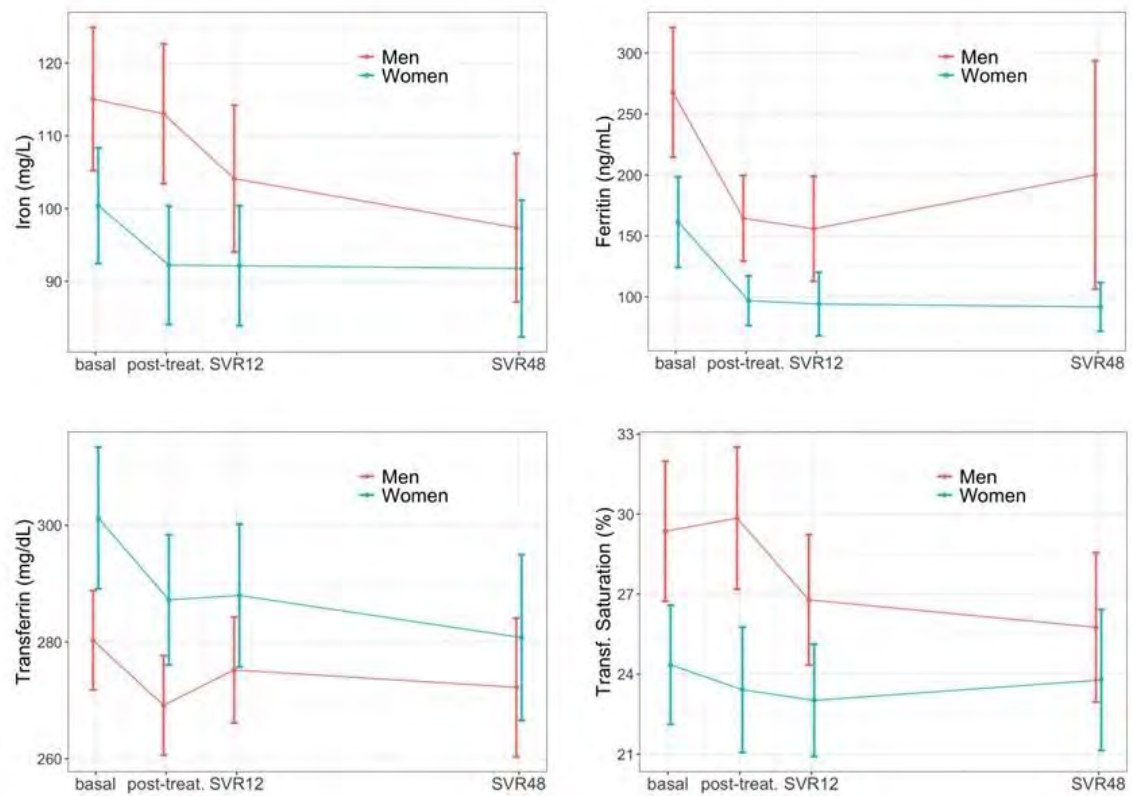 Iron (mg/L)
120
110
100
90
Men
Women
basal post-treat. SVR12 SVR48
Ferritin (ng/mL)
300
250
200
150
100
Men
Women
basal post-treat. SVR12 SVR48
Transferrin (mg/dL)
300
280
260
Men
Women
basal post-treat. SVR12 SVR48
Transf. Saturation (%)
33
30
27
24
21
Men
Women
basal post-treat. SVR12 SVR48